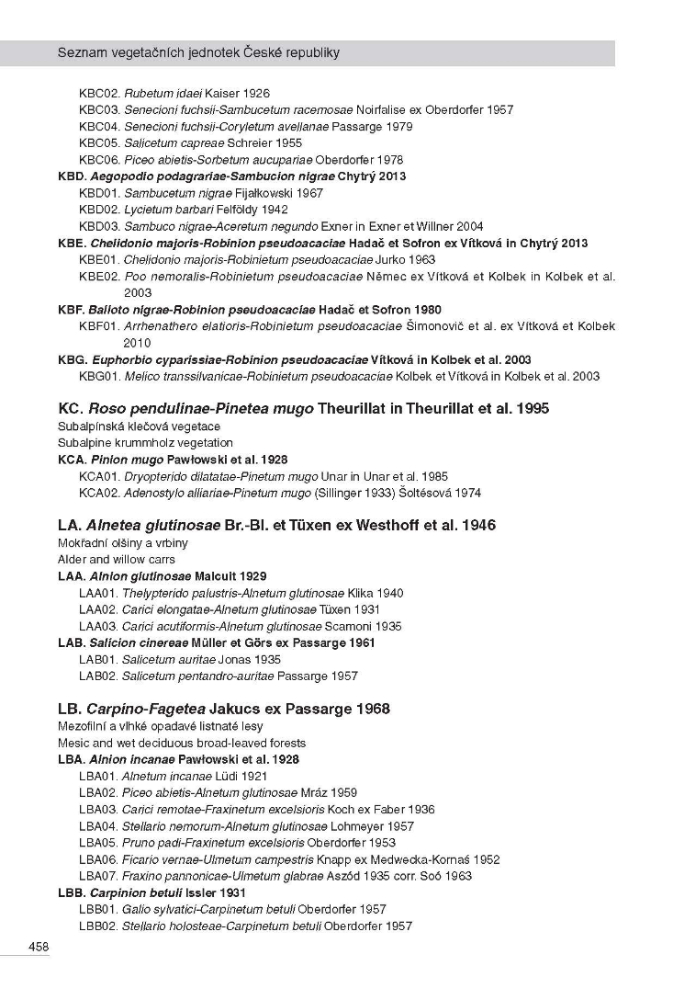 Seznam vegetačních jednotek České republiky
KBC02. Rubetum idaei Kaiser 1926
KBC03. Senecioni fuchsii-Sambucetum racemosae Noirfalise ex Oberdorfer 1957
KBC04. Senecioni fuchsii-Coryletum avellanae Passarge 1979
KBC05. Salicetum capreae Schreier 1955
KBC06. Piceo abietis-Sorbetum aucupariae Oberdorfer 1978
KBD. Aegopodio podagrariae-Sambucion nigrae Chytrý 2013
KBD01. Sambucetum nigrae Fijałkowski 1967
KBD02. Lycietum barbari Felföldy 1942
KBD03. Sambuco nigrae-Aceretum negundo Exner in Exner et Willner 2004
KBE. Chelidonio majoris-Robinion pseudoacaciae Hadač et Sofron ex Vítková in Chytrý 2013
KBE01. Chelidonio majoris-Robinietum pseudoacaciae Jurko 1963
KBE02. Poo nemoralis-Robinietum pseudoacaciae Němec ex Vítková et Kolbek in Kolbek et al.
2003
KBF. Balloto nigrae-Robinion pseudoacaciae Hadač et Sofron 1980
KBF01. Arrhenathero elatioris-Robinietum pseudoacaciae Šimonovič et al. ex Vítková et Kolbek
2010
KBG. Euphorbio cyparissiae-Robinion pseudoacaciae Vítková in Kolbek et al. 2003
KBG01. Melico transsilvanicae-Robinietum pseudoacaciae Kolbek et Vítková in Kolbek et al. 2003
KC. Roso pendulinae-Pinetea mugo Theurillat in Theurillat et al. 1995
Subalpínská klečová vegetace
Subalpine krummholz vegetation
KCA. Pinion mugo Pawłowski et al. 1928
KCA01. Dryopterido dilatatae-Pinetum mugo Unar in Unar et al. 1985
KCA02. Adenostylo alliariae-Pinetum mugo (Sillinger 1933) Šoltésová 1974
LA. Alnetea glutinosae Br.-Bl. et Tüxen ex Westhoff et al. 1946
Mokřadní olšiny a vrbiny
Alder and willow carrs
LAA. Alnion glutinosae Malcuit 1929
LAA01. Thelypterido palustris-Alnetum glutinosae Klika 1940
LAA02. Carici elongatae-Alnetum glutinosae Tüxen 1931
LAA03. Carici acutiformis-Alnetum glutinosae Scamoni 1935
LAB. Salicion cinereae Müller et Görs ex Passarge 1961
LAB01. Salicetum auritae Jonas 1935
LAB02. Salicetum pentandro-auritae Passarge 1957
LB. Carpino-Fagetea Jakucs ex Passarge 1968
Mezofilní a vlhké opadavé listnaté lesy
Mesic and wet deciduous broad-leaved forests
LBA. Alnion incanae Pawłowski et al. 1928
LBA01. Alnetum incanae Lüdi 1921
LBA02. Piceo abietis-Alnetum glutinosae Mráz 1959
LBA03. Carici remotae-Fraxinetum excelsioris Koch ex Faber 1936
LBA04. Stellario nemorum-Alnetum glutinosae Lohmeyer 1957
LBA05. Pruno padi-Fraxinetum excelsioris Oberdorfer 1953
LBA06. Ficario vernae-Ulmetum campestris Knapp ex Medwecka-Kornaś 1952
LBA07. Fraxino pannonicae-Ulmetum glabrae Aszód 1935 corr. Soó 1963
LBB. Carpinion betuli Issler 1931
LBB01. Galio sylvatici-Carpinetum betuli Oberdorfer 1957
LBB02. Stellario holosteae-Carpinetum betuli Oberdorfer 1957
458